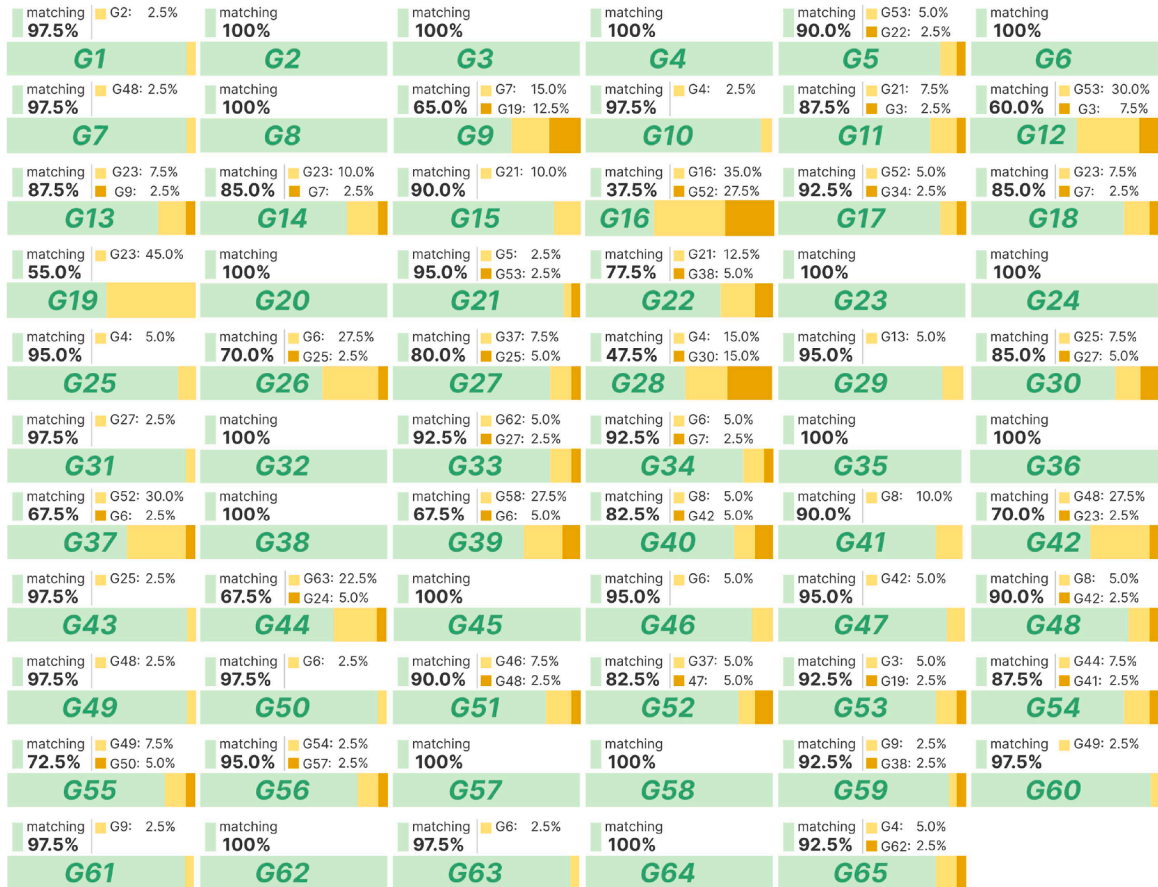 matching G2: 2.5%
97.5%
G1
matching
100%
G2
matching
100%
G3
matching
100%
G4
matching G53: 5.0%
90.0% G22: 2.5%
G5
matching
100%
G6
matching G48: 2.5%
97.5%
G7
matching
100%
G8
matching G7: 15.0%
65.0% G19: 12.5%
G9
matching G4: 2.5%
97.5%
G10
matching G21: 7.5%
87.5% G3: 2.5%
G11
matching G53: 30.0%
60.0% G3: 7.5%
G12
matching G23: 7.5%
87.5% G9: 2.5%
G13
matching G23: 10.0%
85.0% G7: 2.5%
G14
matching G21: 10.0%
90.0%
G15
matching G16: 35.0%
37.5% G52: 27.5%
G16
matching G52: 5.0%
92.5% G34: 2.5%
G17
matching G23: 7.5%
85.0% G7: 2.5%
G18
matching G23: 45.0%
55.0%
G19
matching
100%
G20
matching G5: 2.5%
95.0% G53: 2.5%
G21
matching G21: 12.5%
77.5% G38: 5.0%
G22
matching
100%
G23
matching
100%
G24
matching G4: 5.0%
95.0%
G25
matching G6: 27.5%
70.0% G25: 2.5%
G26
matching G37: 7.5%
80.0% G25: 5.0%
G27
matching G4: 15.0%
47.5% G30: 15.0%
G28
matching G13: 5.0%
95.0%
G29
matching G25: 7.5%
85.0% G27: 5.0%
G30
matching G27: 2.5%
97.5%
G31
matching
100%
G32
matching G62: 5.0%
92.5% G27: 2.5%
G33
matching G6: 5.0%
92.5% G7: 2.5%
G34
matching
100%
G35
matching
100%
G36
matching G52: 30.0%
67.5% G6: 2.5%
G37
matching
100%
G38
matching G58: 27.5%
67.5% G6: 5.0%
G39
matching G8: 5.0%
82.5% G42 5.0%
G40
matching G8: 10.0%
90.0%
G41
matching G48: 27.5%
70.0% G23: 2.5%
G42
matching G25: 2.5%
97.5%
G43
matching G63: 22.5%
67.5% G24: 5.0%
G44
matching
100%
G45
matching G6: 5.0%
95.0%
G46
matching G42: 5.0%
95.0%
G47
matching G8: 5.0%
90.0% G42: 2.5%
G48
matching G48: 2.5%
97.5%
G49
matching G6: 2.5%
97.5%
G50
matching G46: 7.5%
90.0% G48: 2.5%
G51
matching G37: 5.0%
82.5% 47: 5.0%
G52
matching G3: 5.0%
92.5% G19: 2.5%
G53
matching G44: 7.5%
87.5% G41: 2.5%
G54
matching G49: 7.5%
72.5% G50: 5.0%
G55
matching G54: 2.5%
95.0% G57: 2.5%
G56
matching
100%
G57
matching
100%
G58
matching G9: 2.5%
92.5% G38: 2.5%
G59
matching G49: 2.5%
97.5%
G60
matching G9: 2.5%
97.5%
G61
matching
100%
G62
matching G6: 2.5%
97.5%
G63
matching
100%
G64
matching G4: 5.0%
92.5% G62: 2.5%
G65